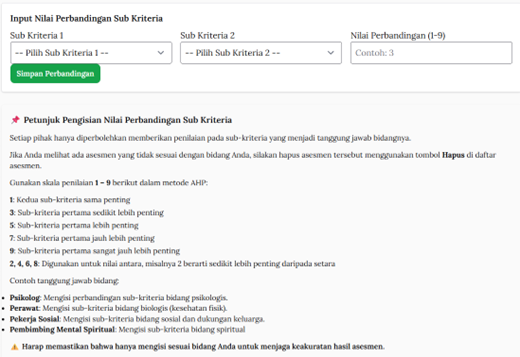 Input Nilai Perbandingan Sub Kriteria
Sub Kriteria 1 Sub Kriteria 2 Nilai Perbandingan (1-9)
-- Pilih Sub Kriteria 1 -- -- Pilih Sub Kriteria 2 -- Contoh: 3
Simpan Perbandingan
📌 Petunjuk Pengisian Nilai Perbandingan Sub Kriteria
Setiap pihak hanya diperbolehkan memberikan penilaian pada sub-kriteria yang menjadi tanggung jawab bidangnya.
Jika Anda melihat ada asesmen yang tidak sesuai dengan bidang Anda, silakan hapus asesmen tersebut menggunakan tombol Hapus di daftar
asesmen.
Gunakan skala penilaian 1 – 9 berikut dalam metode AHP:
1: Kedua sub-kriteria sama penting
3: Sub-kriteria pertama sedikit lebih penting
5: Sub-kriteria pertama lebih penting
7: Sub-kriteria pertama jauh lebih penting
9: Sub-kriteria pertama sangat jauh lebih penting
2, 4, 6, 8: Digunakan untuk nilai antara, misalnya 2 berarti sedikit lebih penting daripada setara
Contoh tanggung jawab bidang:
• Psikolog: Mengisi perbandingan sub-kriteria bidang psikologis.
• Perawat: Mengisi sub-kriteria bidang biologis (kesehatan fisik).
• Pekerja Sosial: Mengisi sub-kriteria bidang sosial dan dukungan keluarga.
• Pembimbing Mental Spiritual: Mengisi sub-kriteria bidang spiritual
⚠️ Harap memastikan bahwa hanya mengisi sesuai bidang Anda untuk menjaga keakuratan hasil asesmen.